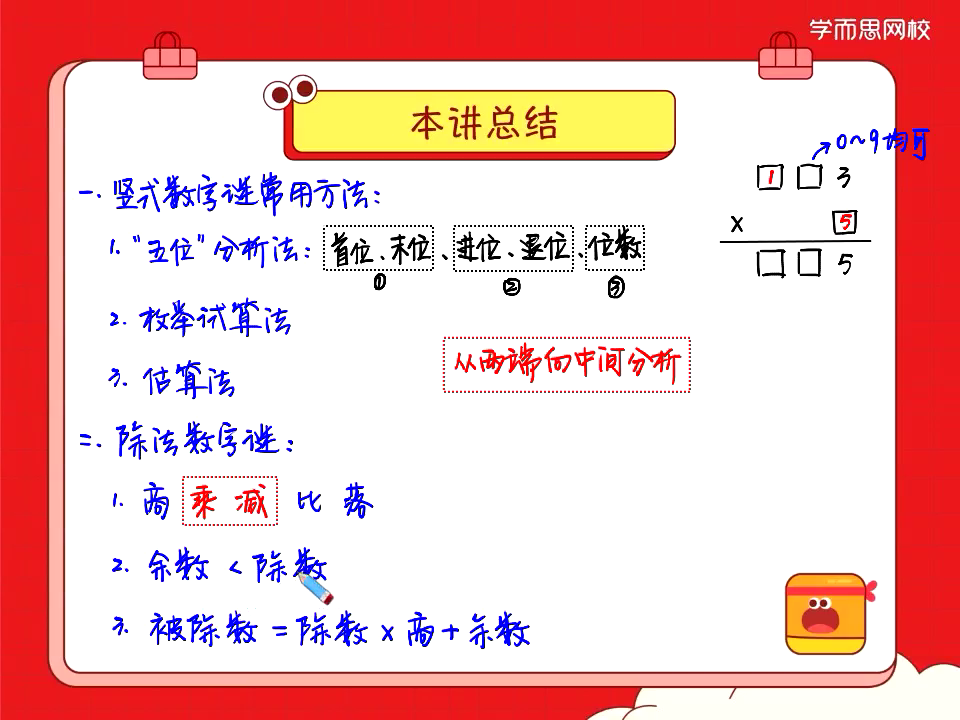 学而思网校
本讲总结
0~9均可
1 □ 3
× 5
□ □ 5
一. 竖式数字谜常用方法:
1. "五位"分析法: 首位、末位、进位、退位、位数
① ② ③
2. 枚举试算法
从两端向中间分析
3. 估算法
二. 除法数字谜:
1. 商 乘 减 比 落
2. 余数 < 除数
3. 被除数 = 除数 × 商 + 余数